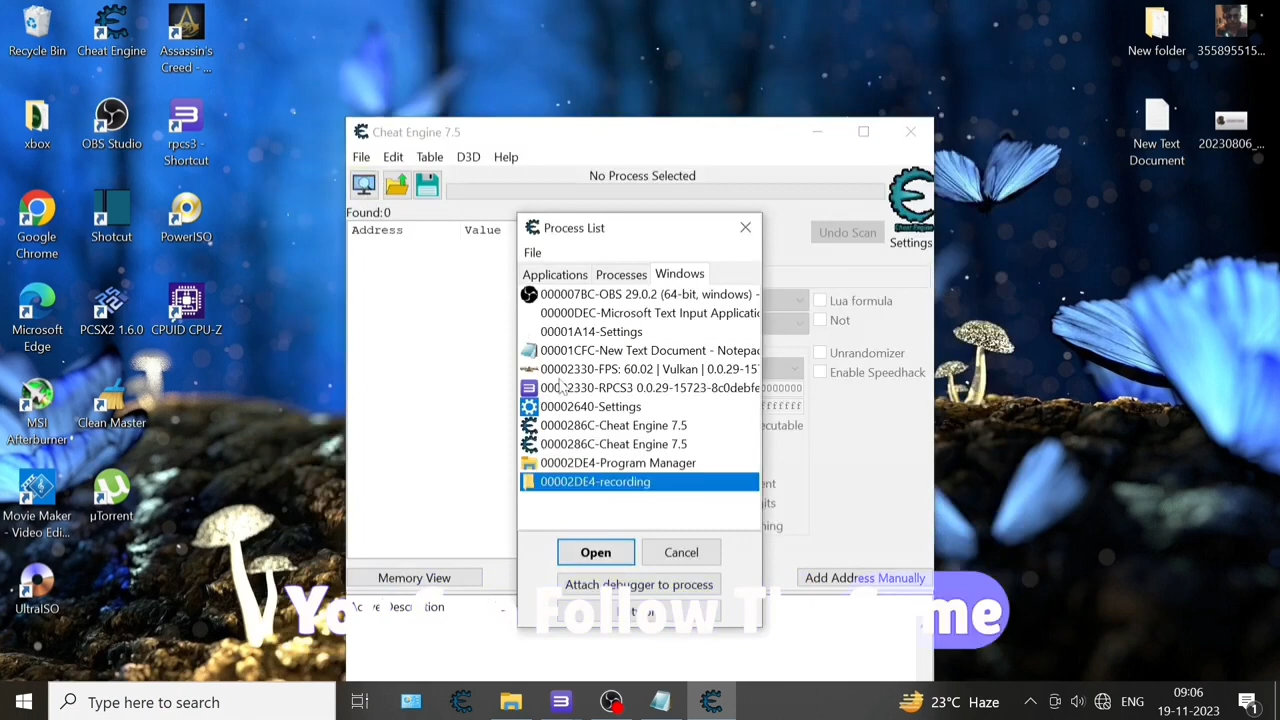 Recycle Bin
Cheat Engine
Assassin's
Creed - ...
New folder
355895515...
xbox
OBS Studio
rpcs3 -
Shortcut
New Text
Document
20230806_...
Google
Chrome
Shotcut
PowerISO
Microsoft
Edge
PCSX2 1.6.0
CPUID CPU-Z
MSI
Afterburner
Clean Master
Movie Maker
- Video Edi...
µTorrent
UltraISO
Cheat Engine 7.5
File Edit Table D3D Help
No Process Selected
Found:0
Address Value
Undo Scan
Settings
Lua formula
Not
Unrandomizer
Enable Speedhack
Memory View
Add Address Manually
Process List
File
Applications Processes Windows
000007BC-OBS 29.0.2 (64-bit, windows) -
00000DEC-Microsoft Text Input Applicatio
00001A14-Settings
00001CFC-New Text Document - Notepad
00002330-FPS: 60.02 | Vulkan | 0.0.29-157
00002330-RPCS3 0.0.29-15723-8c0debfe
00002640-Settings
0000286C-Cheat Engine 7.5
0000286C-Cheat Engine 7.5
00002DE4-Program Manager
00002DE4-recording
Open Cancel
Attach debugger to process
Follow
Type here to search
23°C Haze
ENG
09:06
19-11-2023
1